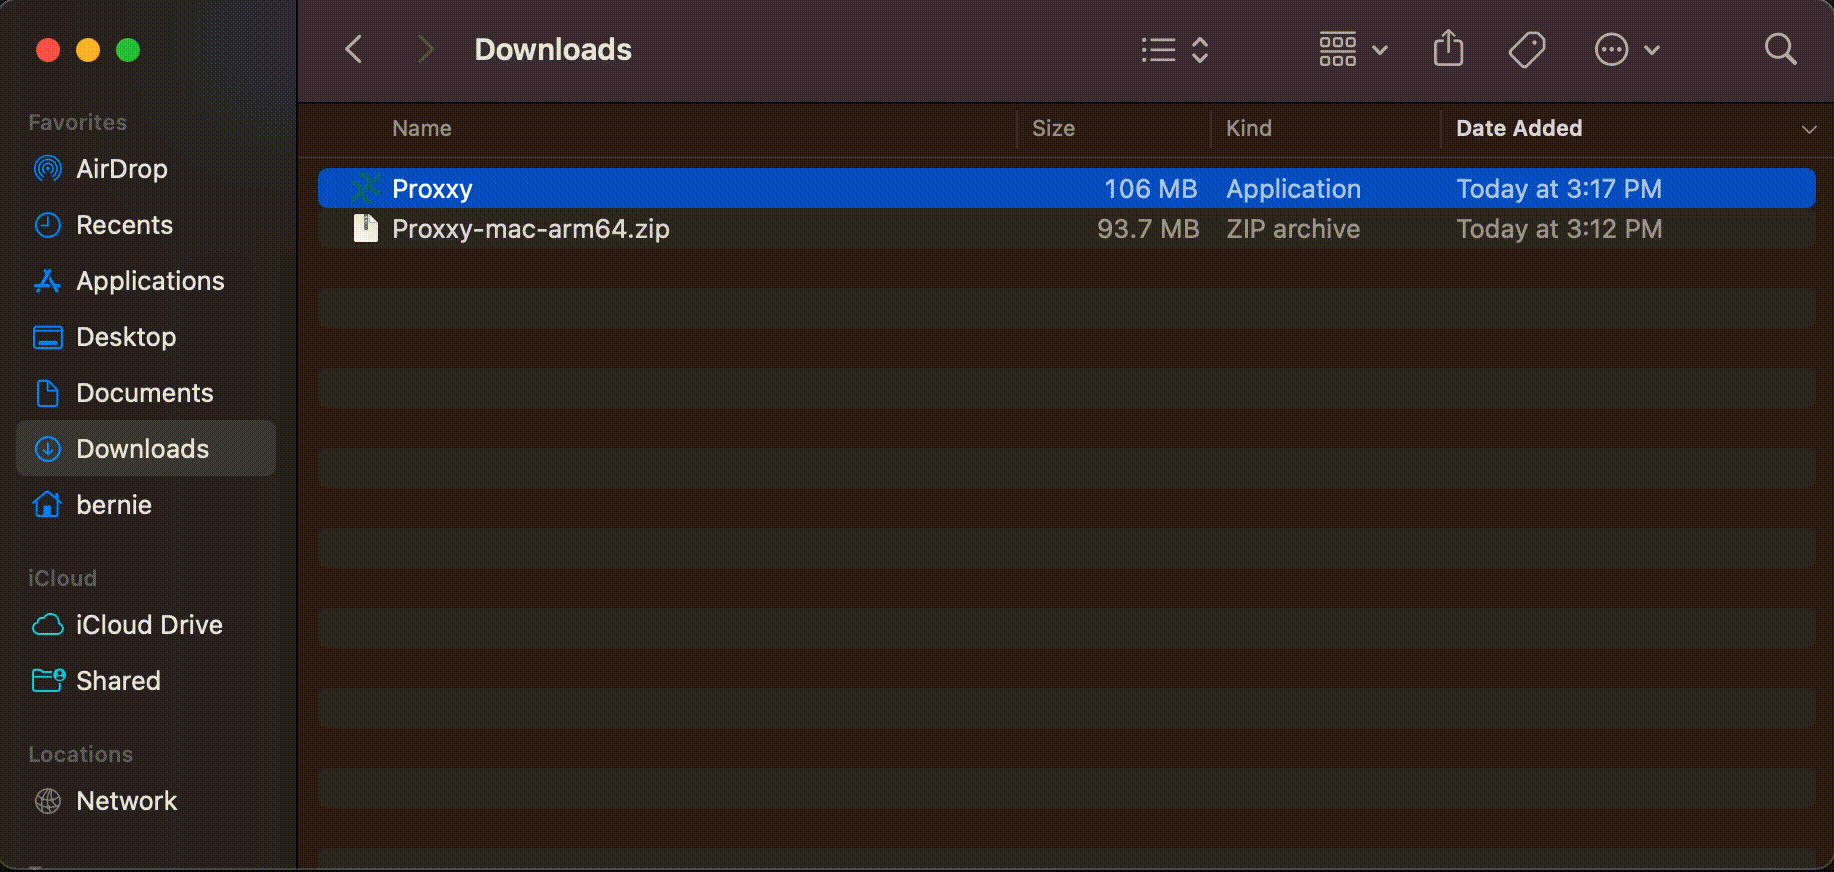 Downloads
Favorites
AirDrop
Recents
Applications
Desktop
Documents
Downloads
bernie
iCloud
iCloud Drive
Shared
Locations
Network
Name Size Kind Date Added
Proxxy 106 MB Application Today at 3:17 PM
Proxxy-mac-arm64.zip 93.7 MB ZIP archive Today at 3:12 PM